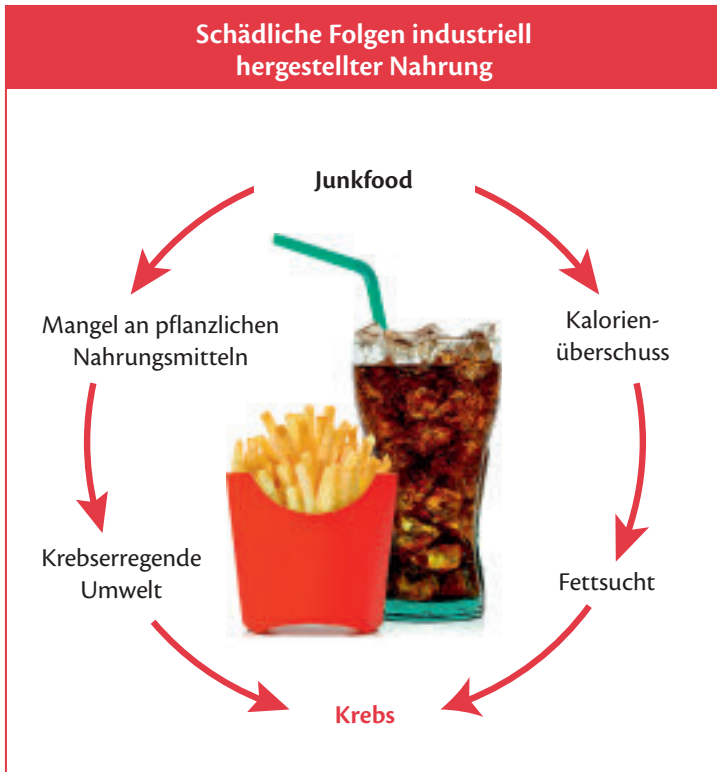 Schädliche Folgen industriell
hergestellter Nahrung
Junkfood
Mangel an pflanzlichen
Nahrungsmitteln
Kalorien-
überschuss
Krebserregende
Umwelt
Fettsucht
Krebs